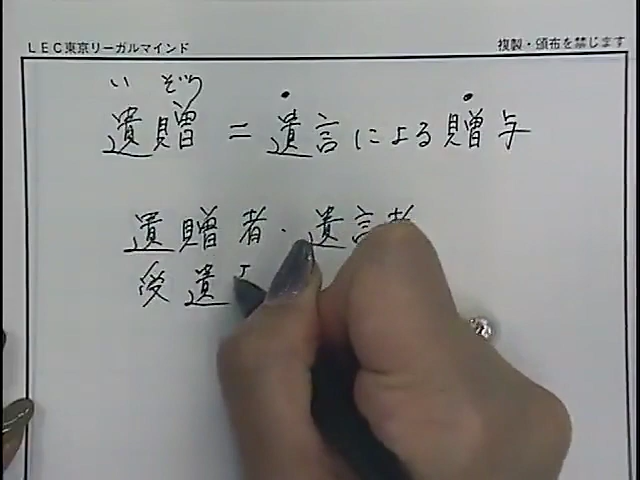 LEC東京リーガルマインド 複製・頒布を禁じます
い ぞう
遺贈 = 遺言による贈与
遺贈者・遺言者
受遺